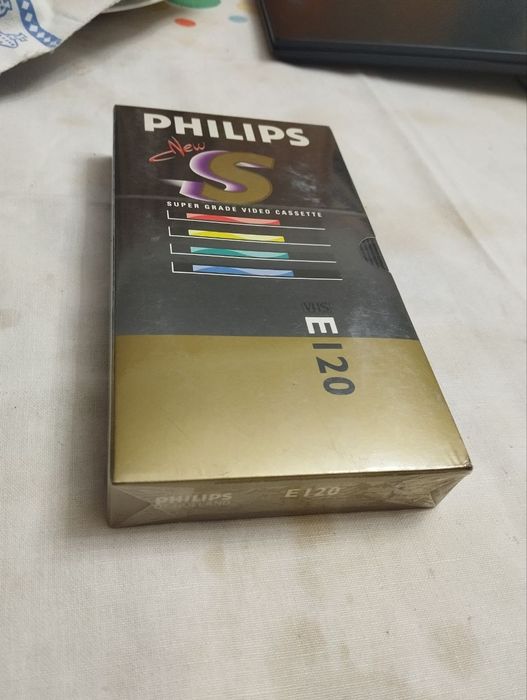 PHILIPS
New
S
SUPER GRADE VIDEO CASSETTE
VHS
E120
PHILIPS
E120